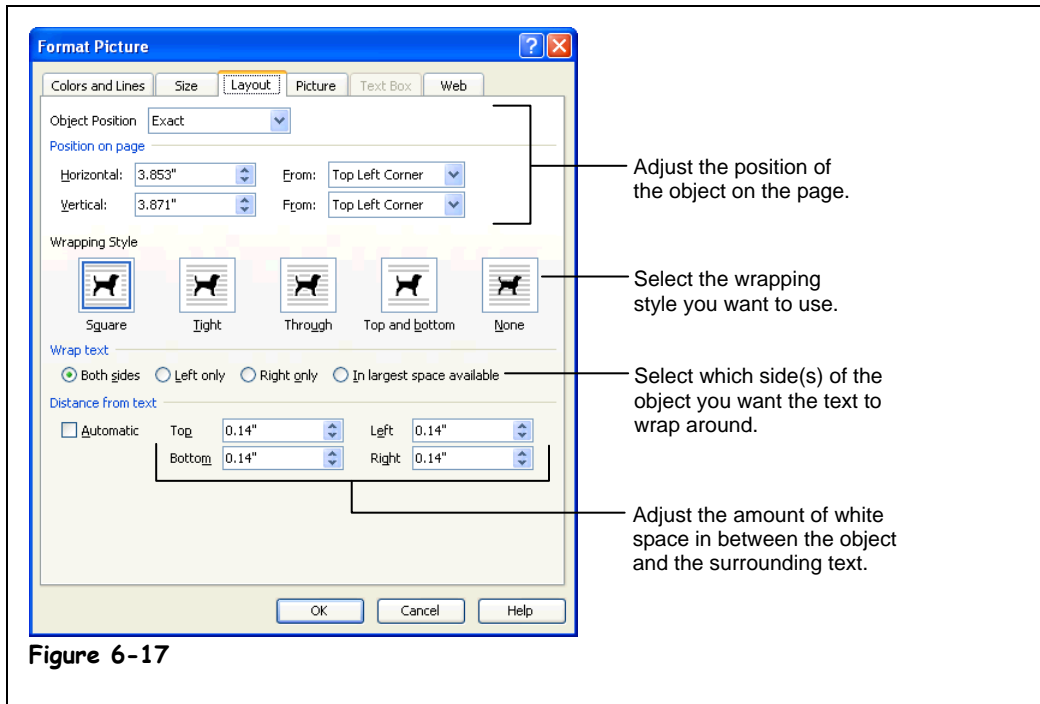 Format Picture
Colors and Lines Size Layout Picture Text Box Web
Object Position Exact
Position on page
Horizontal: 3.853" From: Top Left Corner
Vertical: 3.871" From: Top Left Corner
Wrapping Style
Square Tight Through Top and bottom None
Wrap text
Both sides Left only Right only In largest space available
Distance from text
Automatic Top 0.14" Left 0.14"
Bottom 0.14" Right 0.14"
OK Cancel Help
Adjust the position of
the object on the page.
Select the wrapping
style you want to use.
Select which side(s) of the
object you want the text to
wrap around.
Adjust the amount of white
space in between the object
and the surrounding text.
Figure 6-17